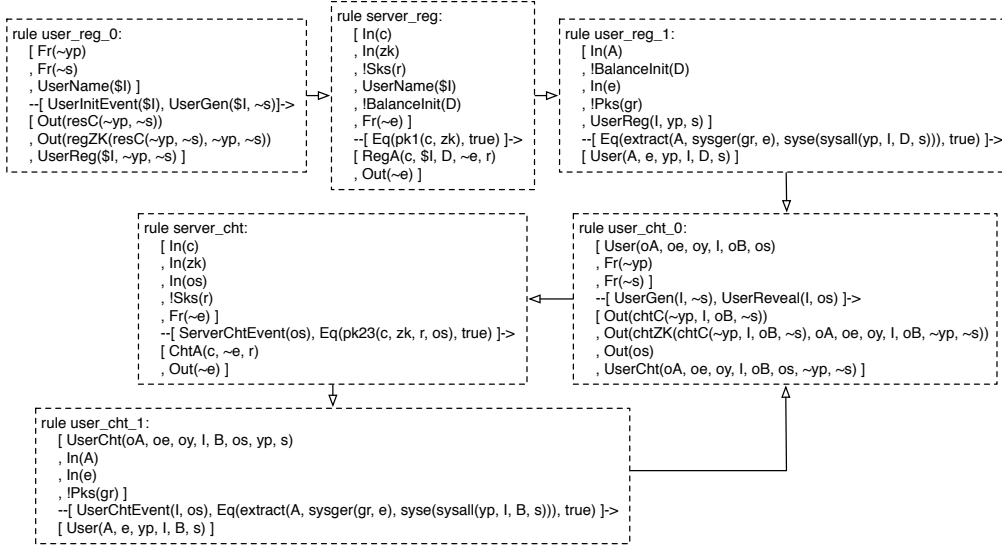 rule user_reg_0:
[ Fr(~yp)
, Fr(~s)
, UserName($I) ]
--[ UserInitEvent($I), UserGen($I, ~s)]->
[ Out(resC(~yp, ~s))
, Out(regZK(resC(~yp, ~s), ~yp, ~s))
, UserReg($I, ~yp, ~s) ]
rule server_reg:
[ In(c)
, In(zk)
, !Sks(r)
, UserName($I)
, !BalanceInit(D)
, Fr(~e) ]
--[ Eq(pk1(c, zk), true) ]->
[ RegA(c, $I, D, ~e, r)
, Out(~e) ]
rule user_reg_1:
[ In(A)
, !BalanceInit(D)
, In(e)
, !Pks(gr)
, UserReg(I, yp, s) ]
--[ Eq(extract(A, sysger(gr, e), syse(sysall(yp, I, D, s))), true) ]->
[ User(A, e, yp, I, D, s) ]
rule user_cht_0:
[ User(oA, oe, oy, I, oB, os)
, Fr(~yp)
, Fr(~s) ]
--[ UserGen(I, ~s), UserReveal(I, os) ]->
[ Out(chtC(~yp, I, oB, ~s))
, Out(chtZK(chtC(~yp, I, oB, ~s), oA, oe, oy, I, oB, ~yp, ~s))
, Out(os)
, UserCht(oA, oe, oy, I, oB, os, ~yp, ~s) ]
rule server_cht:
[ In(c)
, In(zk)
, In(os)
, !Sks(r)
, Fr(~e) ]
--[ ServerChtEvent(os), Eq(pk23(c, zk, r, os), true) ]->
[ ChtA(c, ~e, r)
, Out(~e) ]
rule user_cht_1:
[ UserCht(oA, oe, oy, I, B, os, yp, s)
, In(A)
, In(e)
, !Pks(gr) ]
--[ UserChtEvent(I, os), Eq(extract(A, sysger(gr, e), syse(sysall(yp, I, B, s))), true) ]->
[ User(A, e, yp, I, B, s) ]